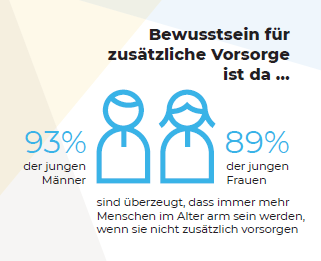 Bewusstsein für
zusätzliche Vorsorge
ist da ...
93%
der jungen
Männer
89%
der jungen
Frauen
sind überzeugt, dass immer mehr
Menschen im Alter arm sein werden,
wenn sie nicht zusätzlich vorsorgen